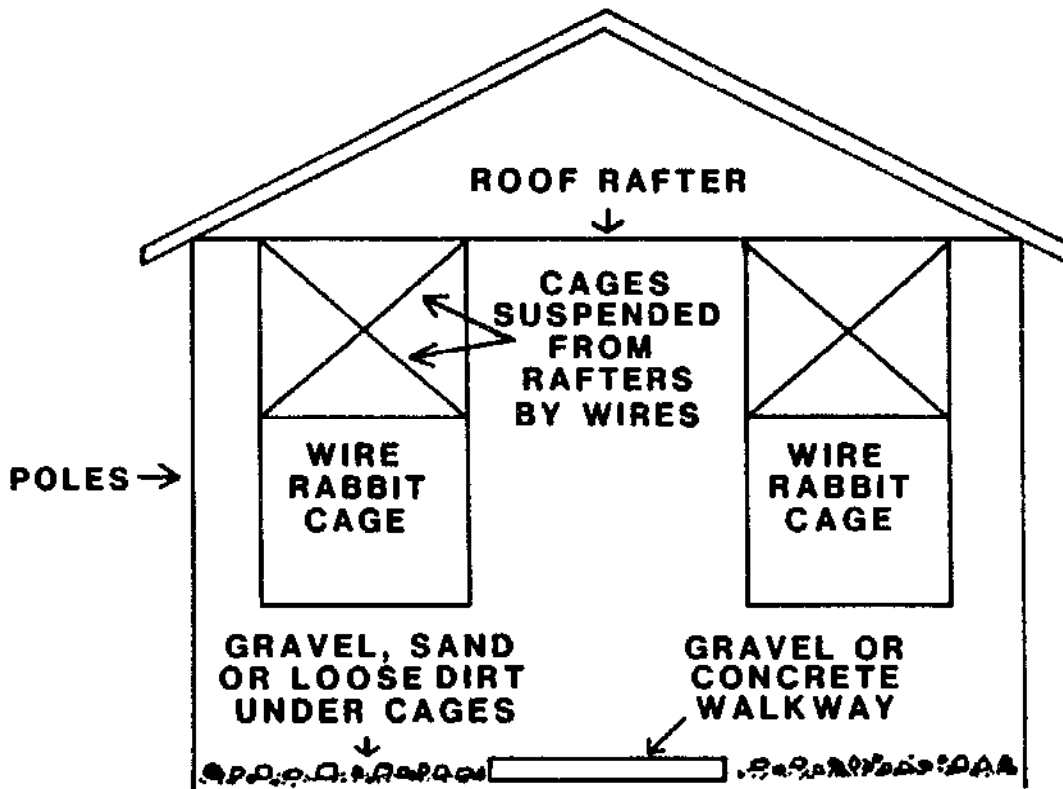 ROOF RAFTER
CAGES
SUSPENDED
FROM
RAFTERS
BY WIRES
POLES
WIRE
RABBIT
CAGE
WIRE
RABBIT
CAGE
GRAVEL, SAND
OR LOOSE DIRT
UNDER CAGES
GRAVEL OR
CONCRETE
WALKWAY